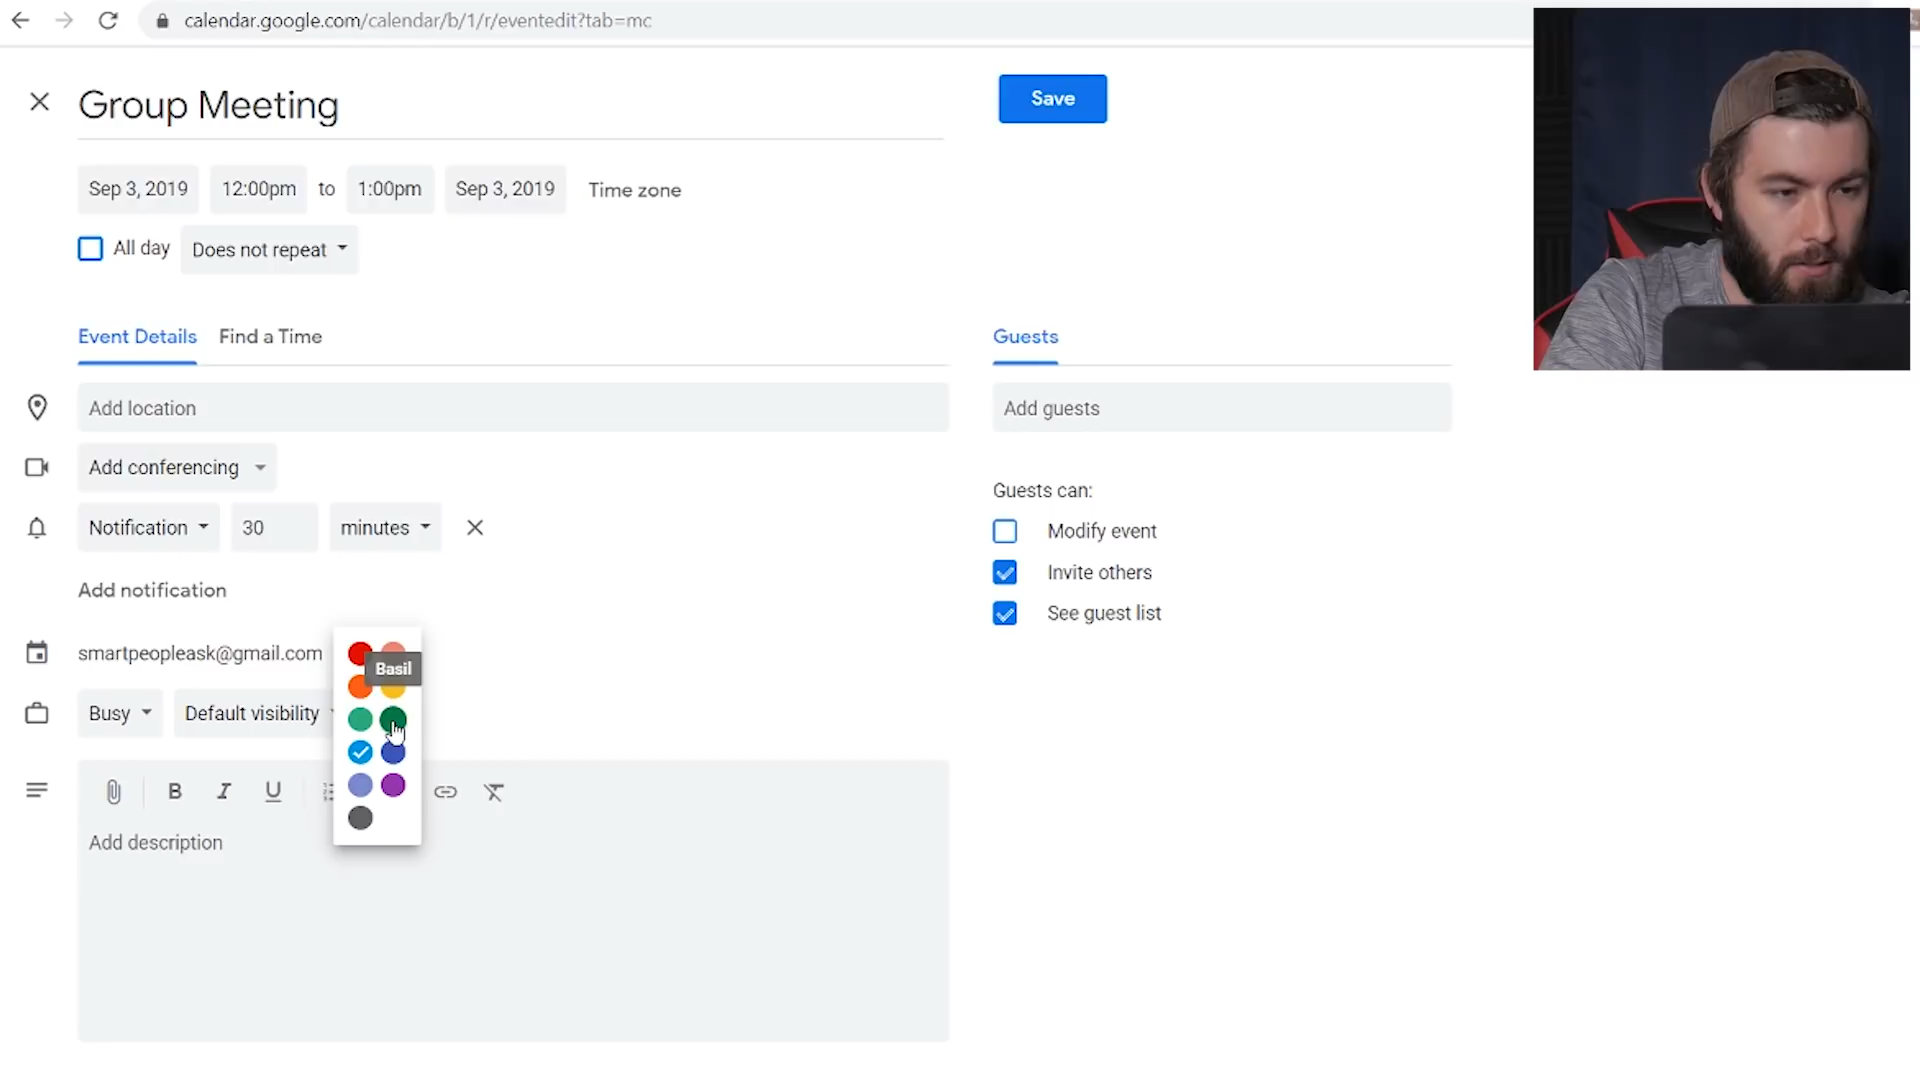 calendar.google.com/calendar/b/1/r/eventedit?tab=mc
Group Meeting
Save
Sep 3, 2019 12:00pm to 1:00pm Sep 3, 2019 Time zone
All day Does not repeat
Event Details Find a Time
Guests
Add location
Add guests
Add conferencing
Guests can:
Notification 30 minutes
Modify event
Invite others
Add notification
See guest list
smartpeopleask@gmail.com
Basil
Busy Default visibility
B I U
Add description